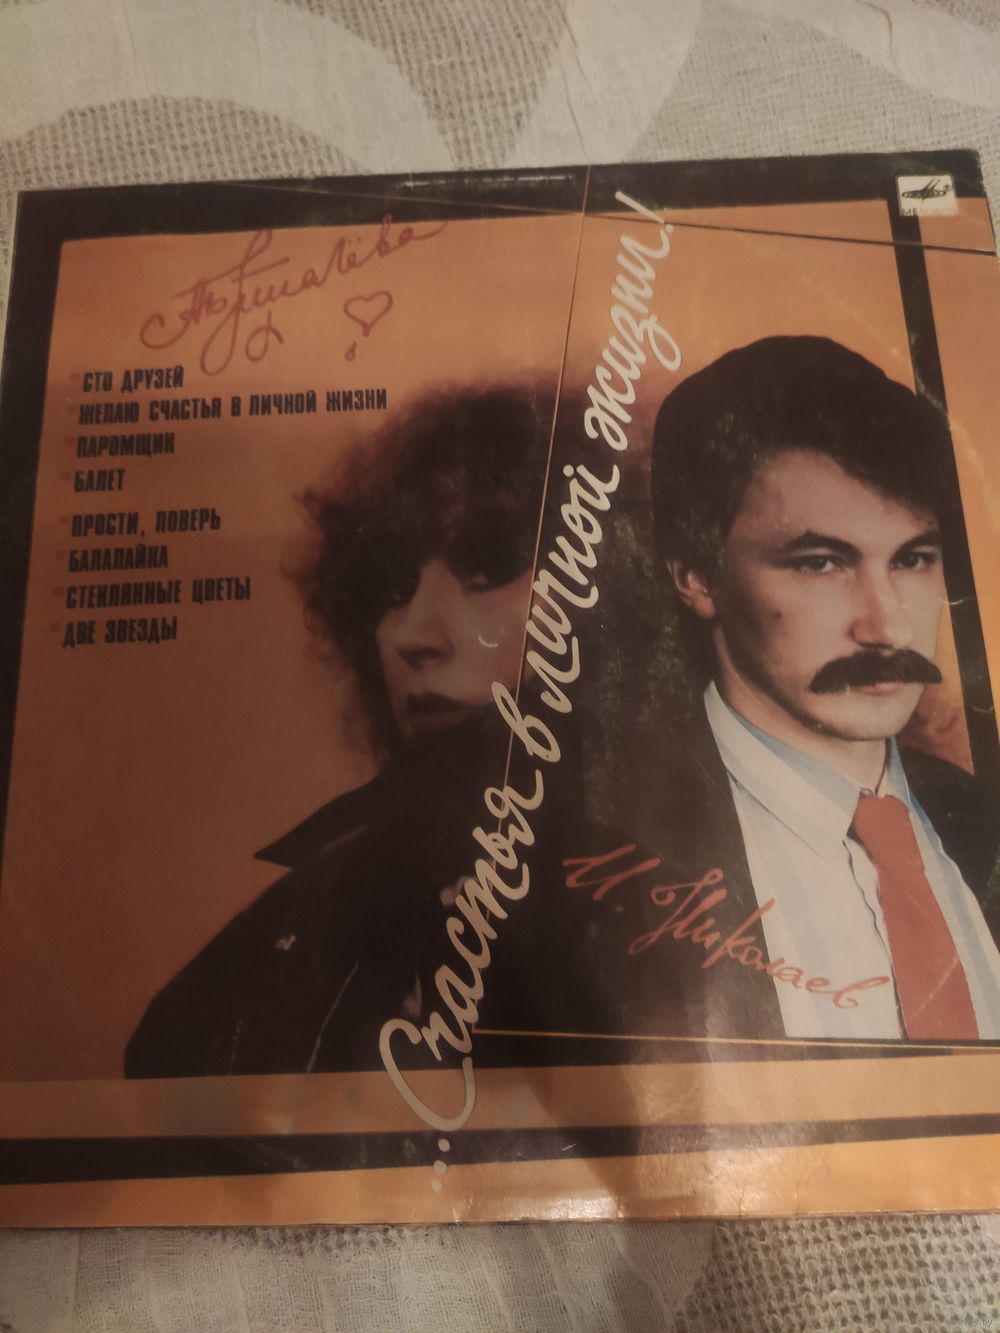 А. Пугачёва
МЕЛОДИЯ
СТО ДРУЗЕЙ
ЖЕЛАЮ СЧАСТЬЯ В ЛИЧНОЙ ЖИЗНИ
ПАРОМЩИК
БАЛЕТ
ПРОСТИ, ПОВЕРЬ
БАЛАЛАЙКА
СТЕКЛЯННЫЕ ЦВЕТЫ
ДВЕ ЗВЕЗДЫ
...Счастья в личной жизни!
И. Николаев